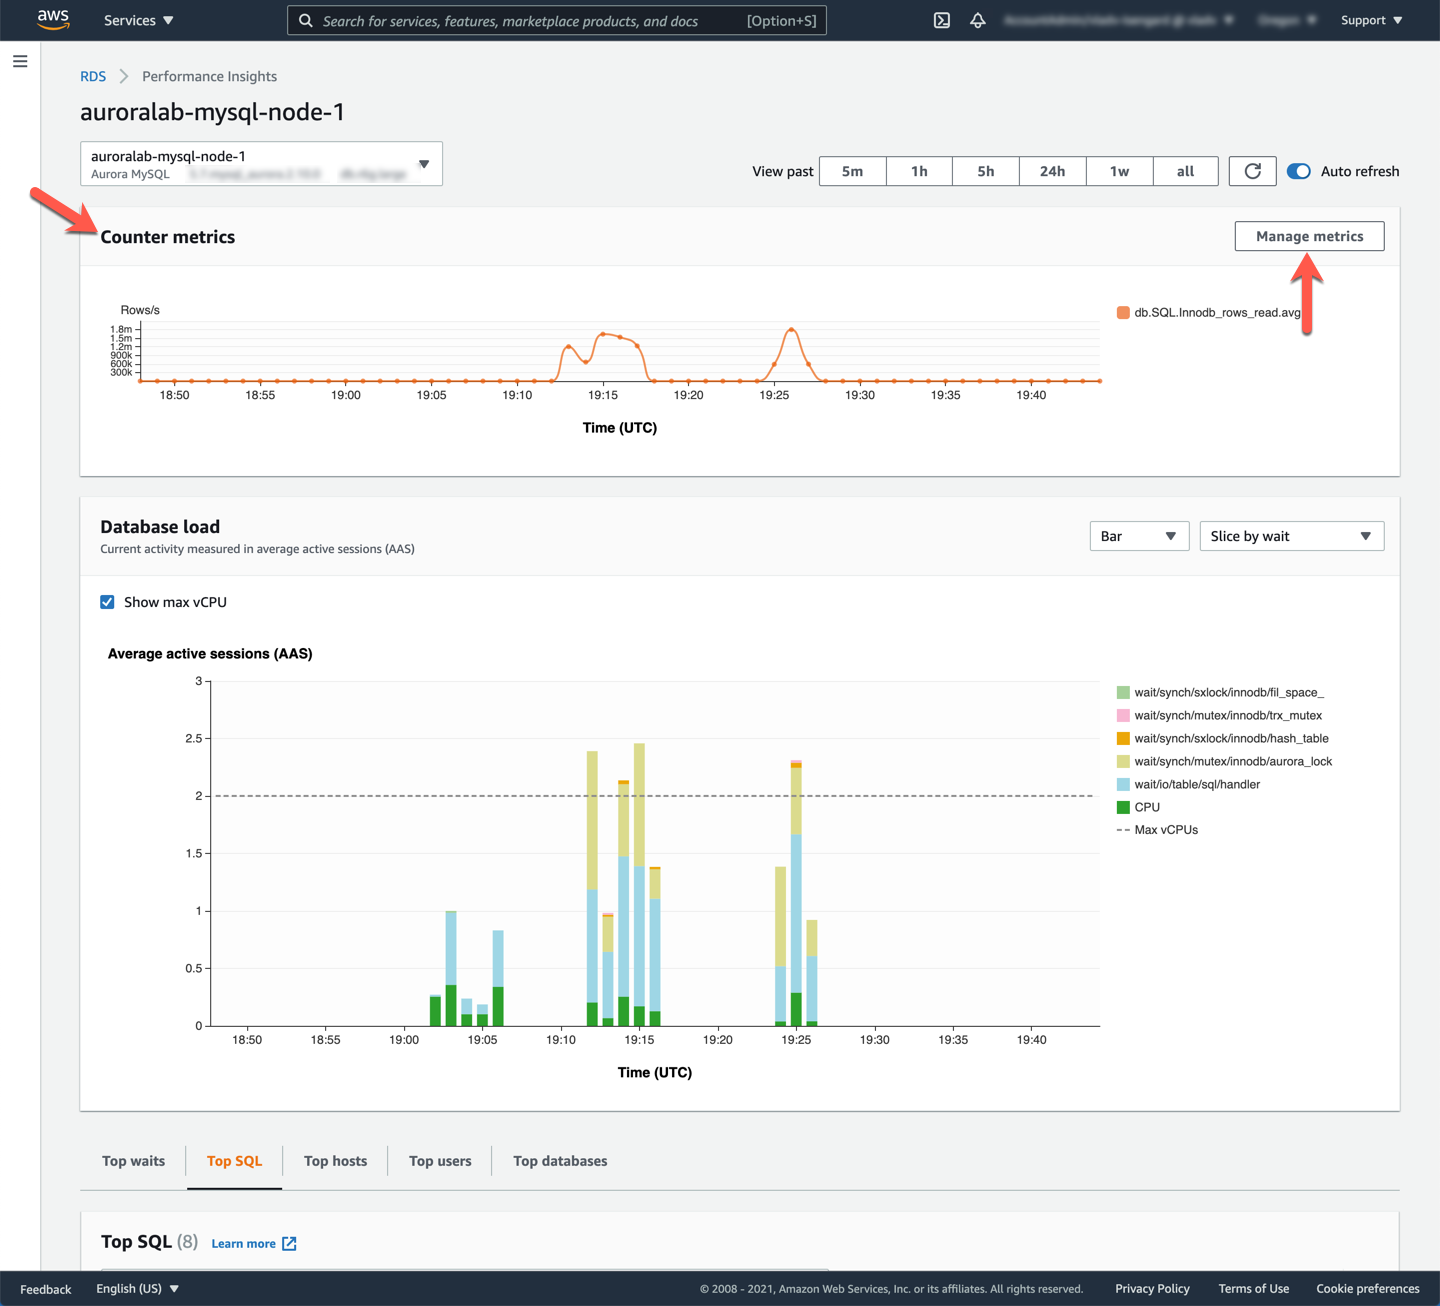 aws
Services
Search for services, features, marketplace products, and docs
[Option+S]
Support
RDS
Performance Insights
auroralab-mysql-node-1
auroralab-mysql-node-1
Aurora MySQL
View past
5m
1h
5h
24h
1w
all
Auto refresh
Counter metrics
Manage metrics
Rows/s
1.8m
1.5m
1.2m
900k
600k
300k
18:50
18:55
19:00
19:05
19:10
19:15
19:20
19:25
19:30
19:35
19:40
Time (UTC)
db.SQL.Innodb_rows_read.avg
Database load
Current activity measured in average active sessions (AAS)
Bar
Slice by wait
Show max vCPU
Average active sessions (AAS)
3
2.5
2
1.5
1
0.5
0
18:50
18:55
19:00
19:05
19:10
19:15
19:20
19:25
19:30
19:35
19:40
Time (UTC)
wait/synch/sxlock/innodb/fil_space_
wait/synch/mutex/innodb/trx_mutex
wait/synch/sxlock/innodb/hash_table
wait/synch/mutex/innodb/aurora_lock
wait/io/table/sql/handler
CPU
Max vCPUs
Top waits
Top SQL
Top hosts
Top users
Top databases
Top SQL (8)
Learn more
Feedback
English (US)
© 2008 - 2021, Amazon Web Services, Inc. or its affiliates. All rights reserved.
Privacy Policy
Terms of Use
Cookie preferences